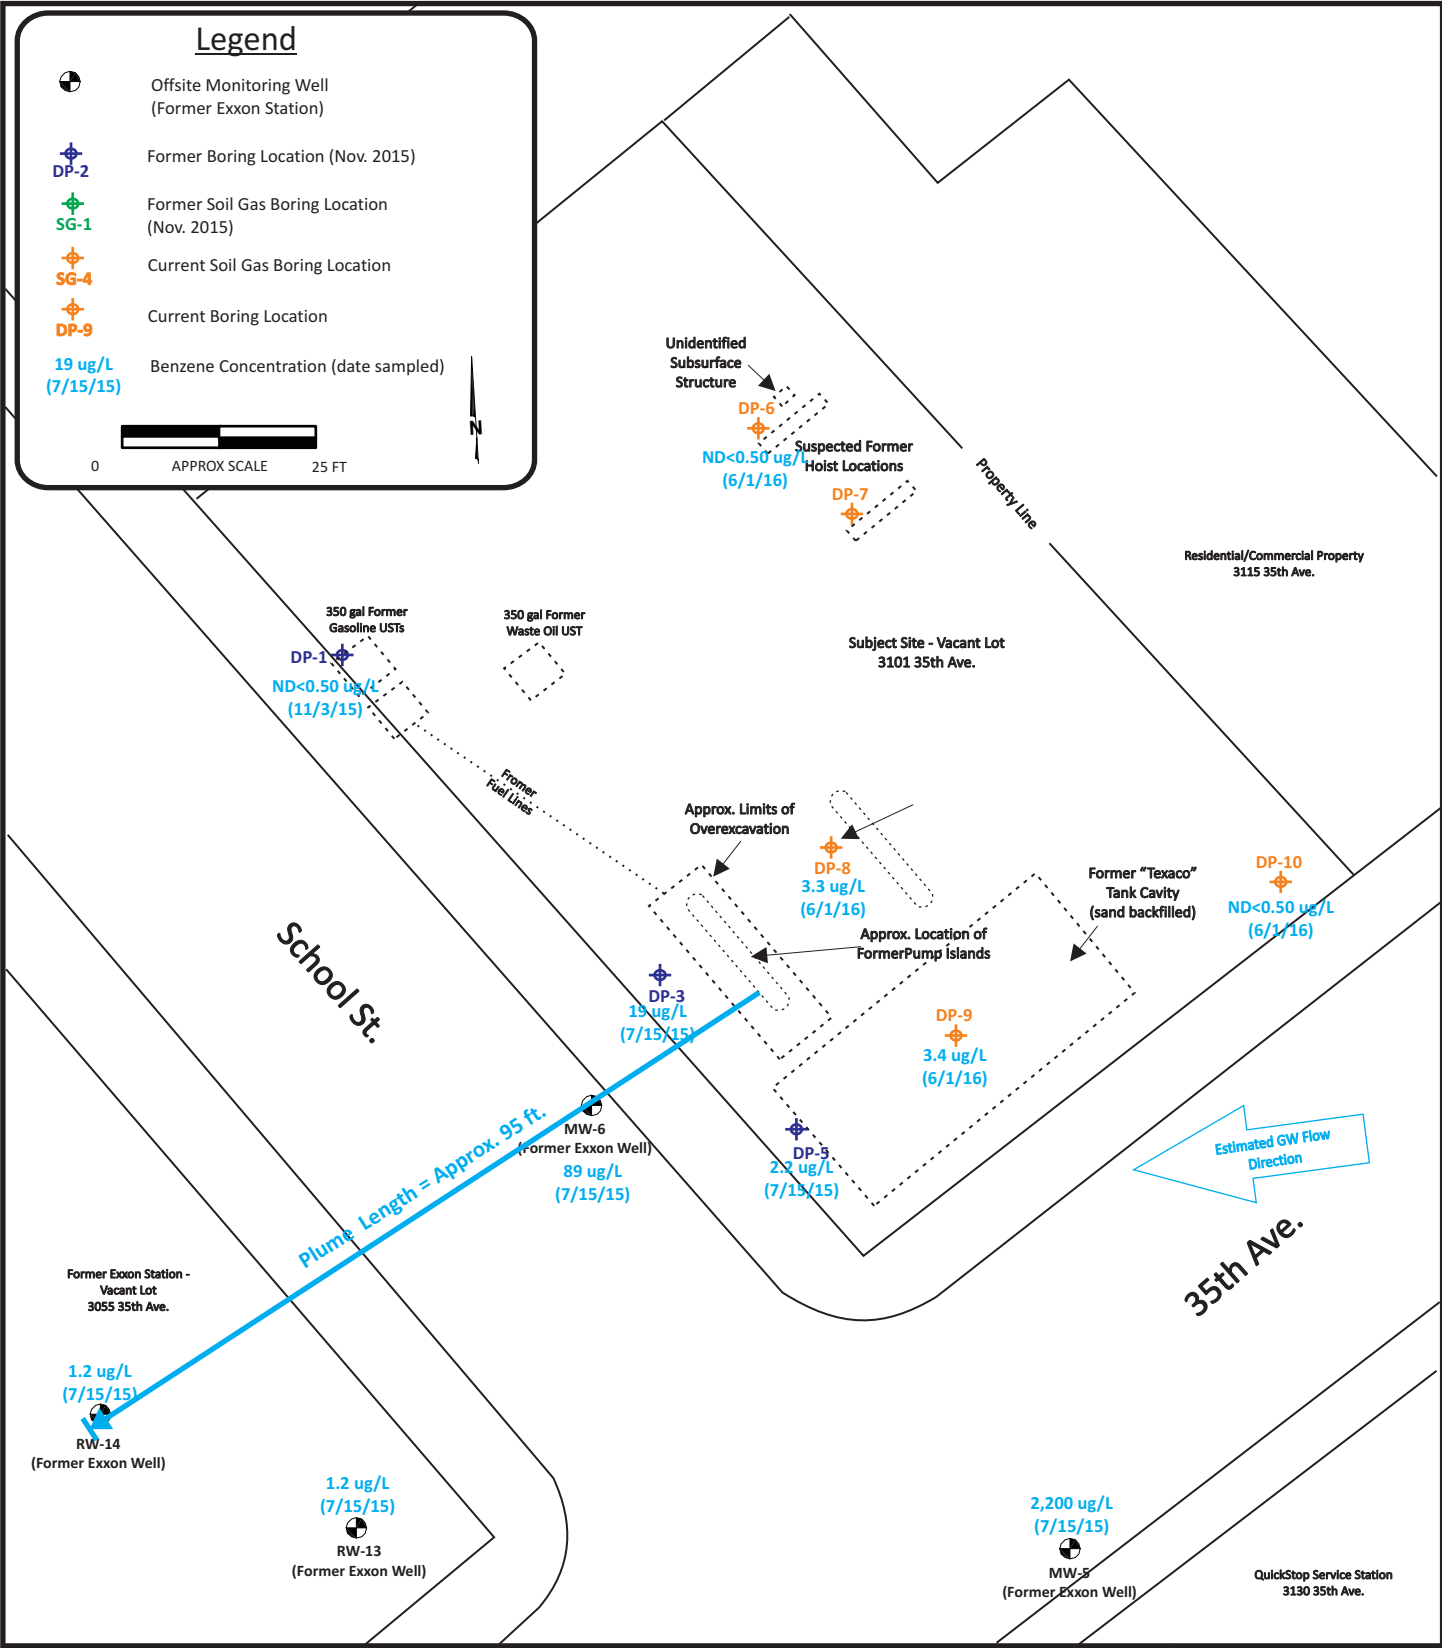 Legend
Offsite Monitoring Well
(Former Exxon Station)
DP-2
Former Boring Location (Nov. 2015)
SG-1
Former Soil Gas Boring Location
(Nov. 2015)
SG-4
Current Soil Gas Boring Location
DP-9
Current Boring Location
19 ug/L
(7/15/15)
Benzene Concentration (date sampled)
N
0 APPROX SCALE 25 FT
Unidentified
Subsurface
Structure
DP-6
ND<0.50 ug/L
(6/1/16)
Suspected Former
Hoist Locations
DP-7
Property Line
Residential/Commercial Property
3115 35th Ave.
350 gal Former
Gasoline USTs
350 gal Former
Waste Oil UST
DP-1
ND<0.50 ug/L
(11/3/15)
Subject Site - Vacant Lot
3101 35th Ave.
Fromer
Fuel Lines
Approx. Limits of
Overexcavation
DP-8
3.3 ug/L
(6/1/16)
Former “Texaco”
Tank Cavity
(sand backfilled)
DP-10
ND<0.50 ug/L
(6/1/16)
Approx. Location of
FormerPump islands
School St.
DP-3
19 ug/L
(7/15/15)
DP-9
3.4 ug/L
(6/1/16)
MW-6
(Former Exxon Well)
89 ug/L
(7/15/15)
DP-5
2.2 ug/L
(7/15/15)
Estimated GW Flow
Direction
Plume Length = Approx. 95 ft.
35th Ave.
Former Exxon Station -
Vacant Lot
3055 35th Ave.
1.2 ug/L
(7/15/15)
RW-14
(Former Exxon Well)
1.2 ug/L
(7/15/15)
RW-13
(Former Exxon Well)
2,200 ug/L
(7/15/15)
MW-5
(Former Exxon Well)
QuickStop Service Station
3130 35th Ave.